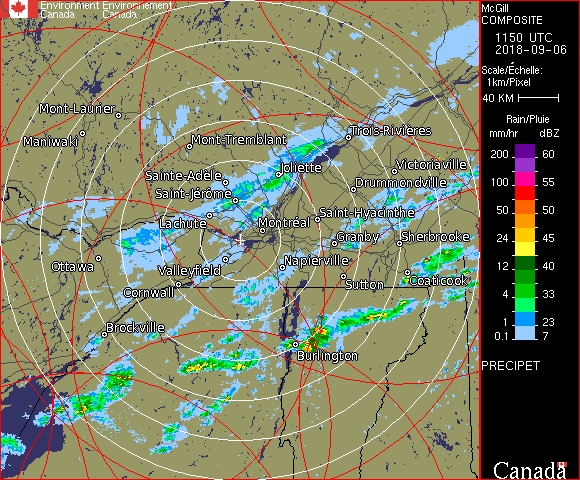 Environment Environnement
Canada Canada
McGill
COMPOSITE
1150 UTC
2018-09-06
Scale/Échelle:
1km/Pixel
40 KM
Rain/Pluie
mm/hr dBZ
200 60
100 55
50 50
24 45
12 40
4 33
2 30
1 23
0.1 7
PRECIPET
Canada
Mont-Laurier
Maniwaki
Mont-Tremblant
Trois-Rivières
Sainte-Adèle
Joliette
Victoriaville
Saint-Jérôme
Drummondville
Lachute
Montréal
Saint-Hyacinthe
Granby
Sherbrooke
Ottawa
Valleyfield
Napierville
Cornwall
Sutton
Coaticook
Brockville
Burlington